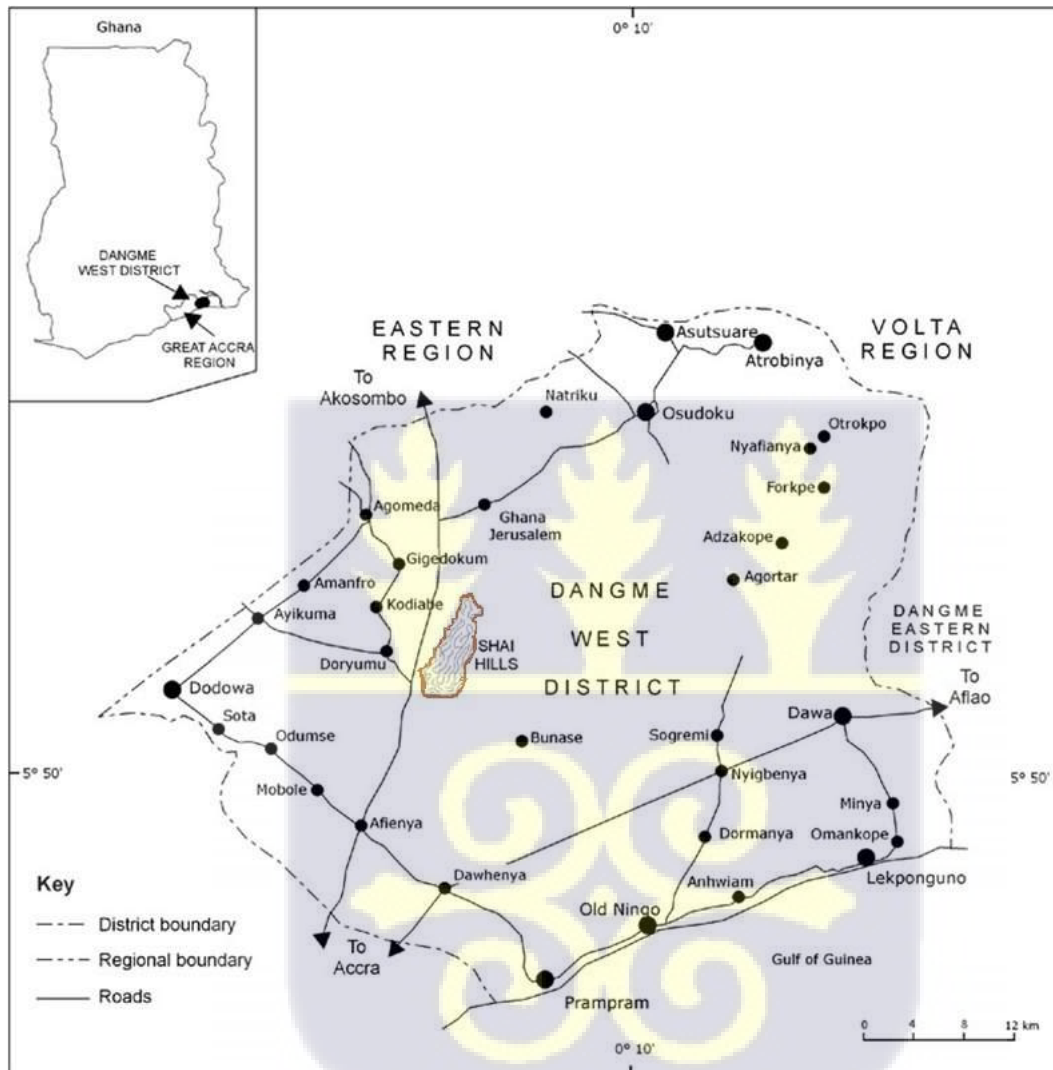 Ghana
DANGME
WEST DISTRICT
GREAT ACCRA
REGION
0° 10'
EASTERN
REGION
VOLTA
REGION
To
Akosombo
Asutsuare
Atrobinya
Natriku
Osudoku
Otrokpo
Nyafianya
Forkpe
Agomeda
Ghana
Jerusalem
Adzakope
Gigedokum
Agortar
Amanfro
Kodiabe
Ayikuma
DANGME
WEST
DISTRICT
DANGME
EASTERN
DISTRICT
SHAI
HILLS
Doryumu
To
Aflao
Dodowa
Dawa
Sota
Odumse
Bunase
Sogremi
5° 50'
Nyigbenya
5° 50'
Mobole
Minya
Afienya
Dormanya
Omankope
Lekponguno
Dawhenya
Anhwiam
Old Ningo
To
Accra
Gulf of Guinea
Prampram
Key
District boundary
Regional boundary
Roads
0 4 8 12 km
0° 10'